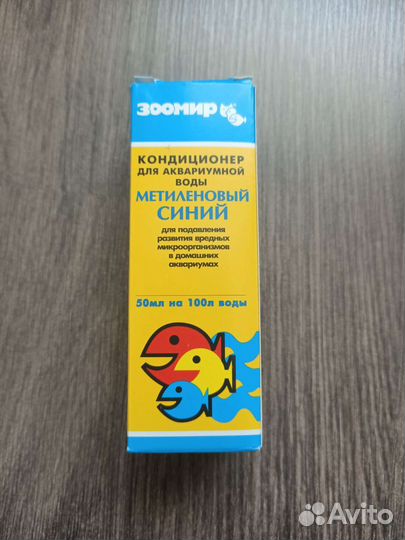 ЗООМИР
КОНДИЦИОНЕР
ДЛЯ АКВАРИУМНОЙ
ВОДЫ
МЕТИЛЕНОВЫЙ
СИНИЙ
для подавления
развития вредных
микроорганизмов
в домашних
аквариумах
50мл на 100л воды
Avito